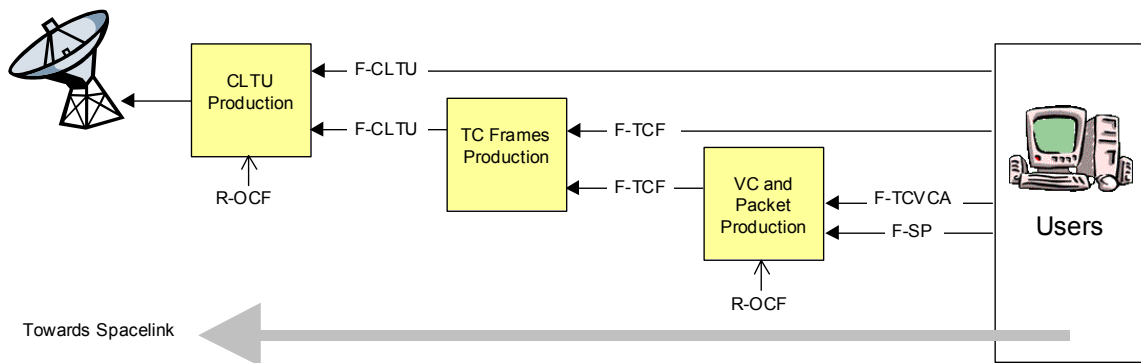 CLTU
Production
F-CLTU
F-CLTU
R-OCF
TC Frames
Production
F-TCF
F-TCF
VC and
Packet
Production
F-TCVCA
F-SP
R-OCF
Users
Towards Spacelink